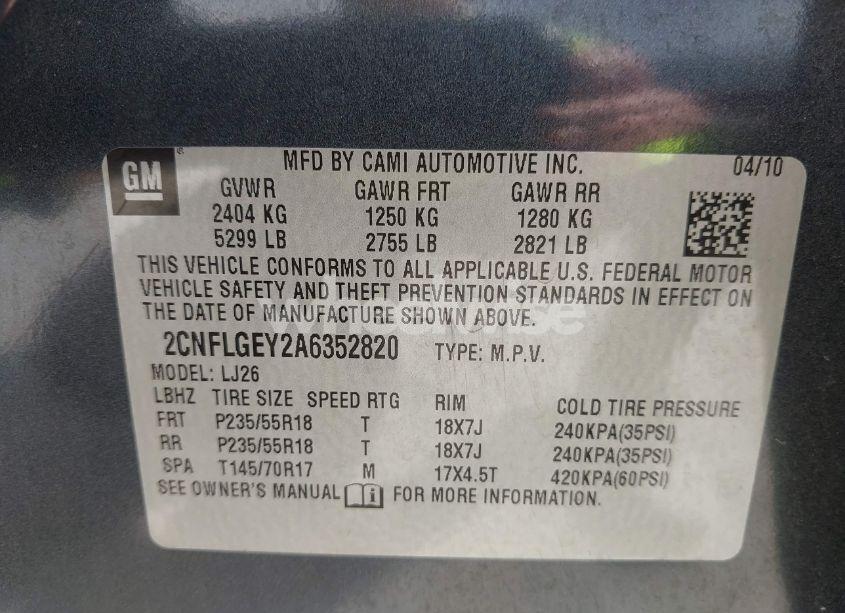 GM ® MFD BY CAMI AUTOMOTIVE INC. 04/10
GVWR GAWR FRT GAWR RR
2404 KG 1250 KG 1280 KG
5299 LB 2755 LB 2821 LB
THIS VEHICLE CONFORMS TO ALL APPLICABLE U.S. FEDERAL MOTOR
VEHICLE SAFETY AND THEFT PREVENTION STANDARDS IN EFFECT ON
THE DATE OF MANUFACTURE SHOWN ABOVE.
2CNFLGEY2A6352820 TYPE: M.P.V.
MODEL: LJ26
LBHZ TIRE SIZE SPEED RTG RIM COLD TIRE PRESSURE
FRT P235/55R18 T 18X7J 240KPA(35PSI)
RR P235/55R18 T 18X7J 240KPA(35PSI)
SPA T145/70R17 M 17X4.5T 420KPA(60PSI)
SEE OWNER'S MANUAL i FOR MORE INFORMATION.